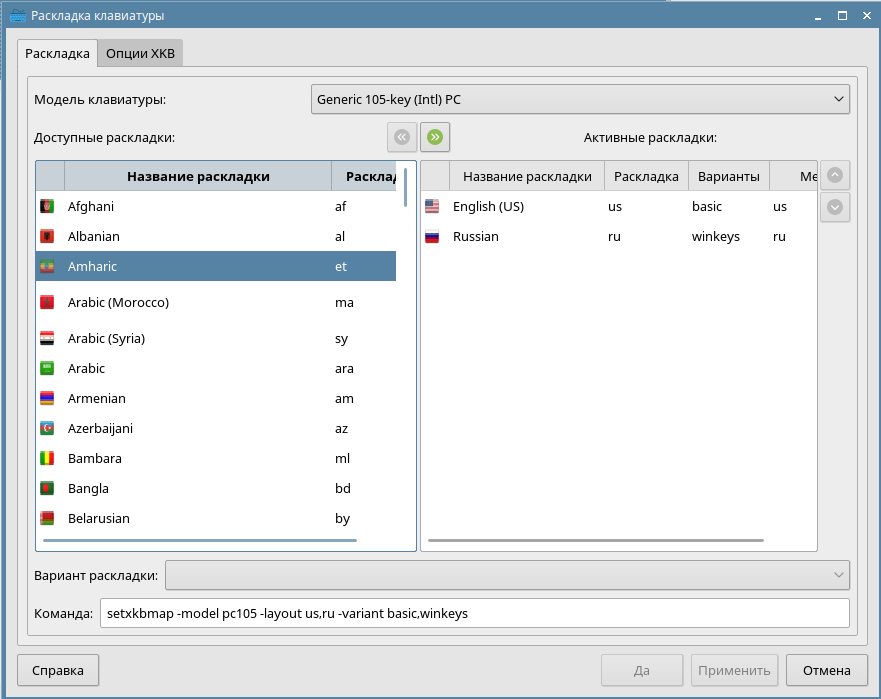 Раскладка клавиатуры
Раскладка Опции XKB
Модель клавиатуры: Generic 105-key (Intl) PC
Доступные раскладки: Активные раскладки:
Название раскладки Расклад Название раскладки Раскладка Варианты Ме
Afghani af English (US) us basic us
Albanian al Russian ru winkeys ru
Amharic et
Arabic (Morocco) ma
Arabic (Syria) sy
Arabic ara
Armenian am
Azerbaijani az
Bambara ml
Bangla bd
Belarusian by
Вариант раскладки:
Команда: setxkbmap -model pc105 -layout us,ru -variant basic,winkeys
Справка Да Применить Отмена